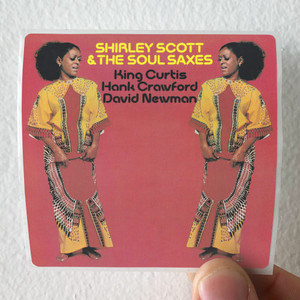 SHIRLEY SCOTT
& THE SOUL SAXES
King Curtis
Hank Crawford
David Newman